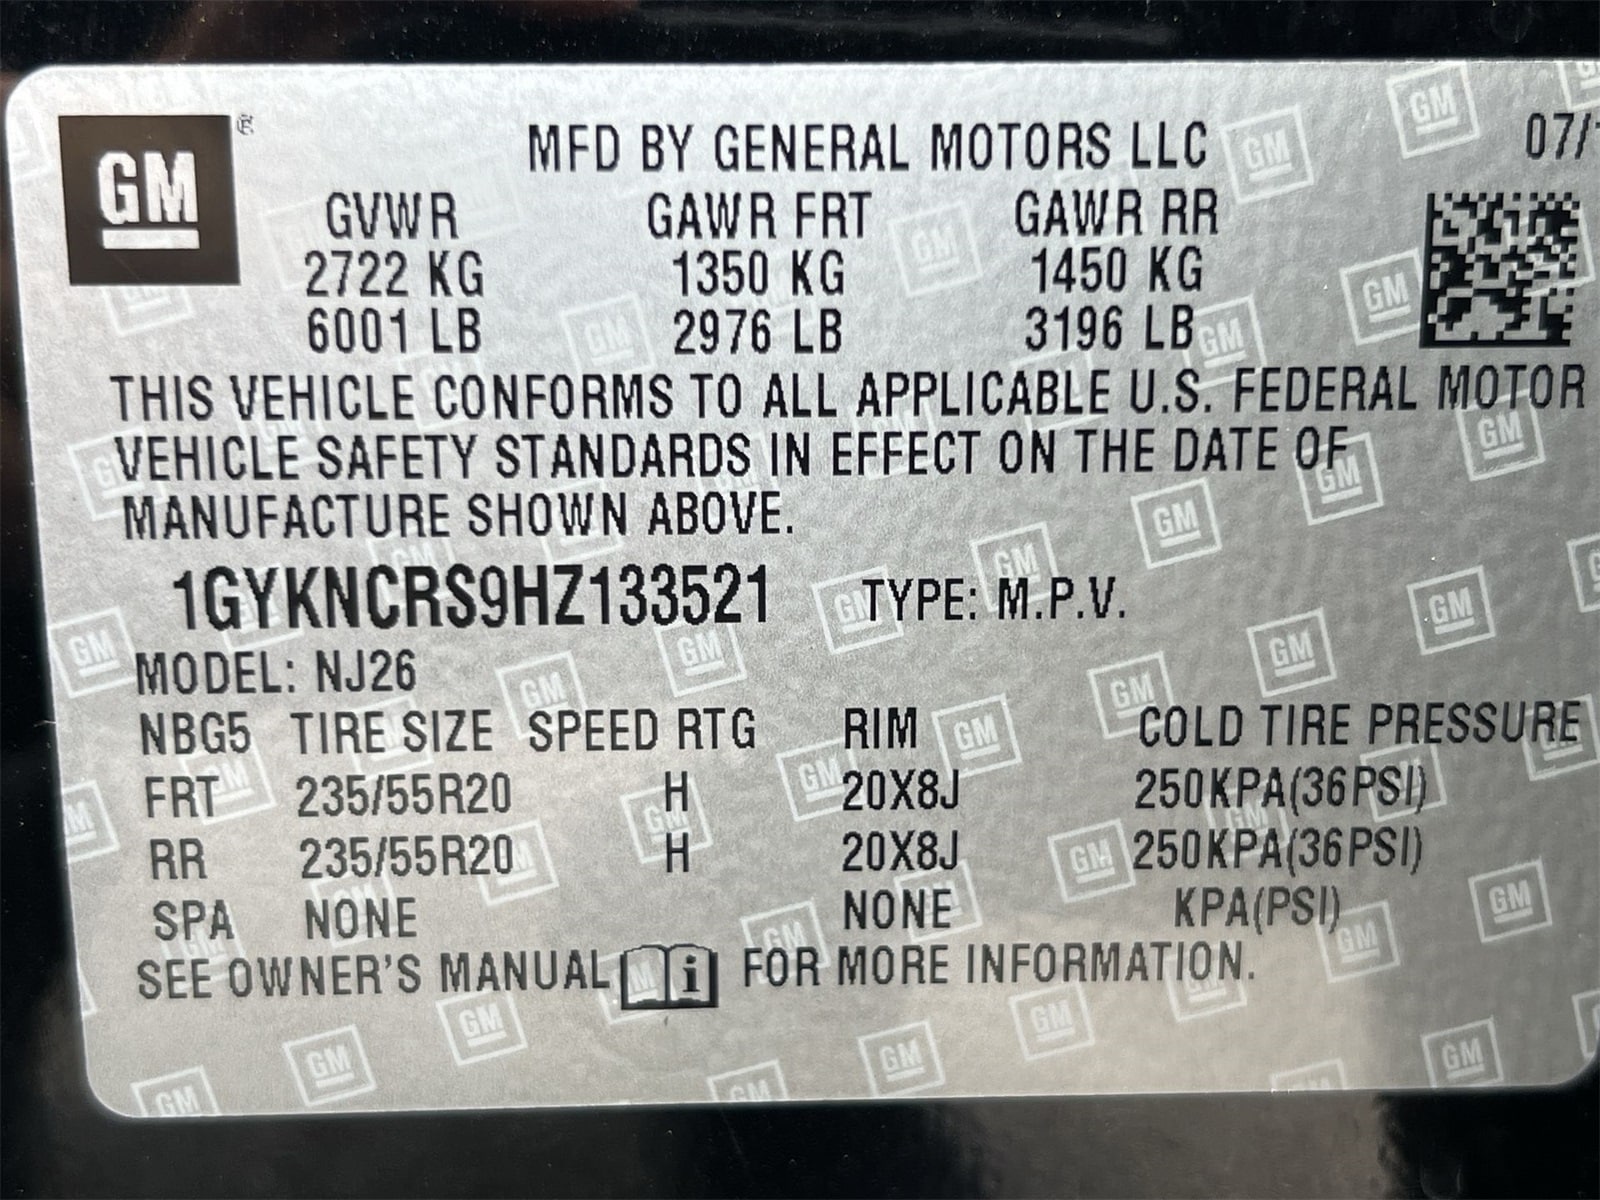 GM
MFD BY GENERAL MOTORS LLC 07/
GVWR GAWR FRT GAWR RR
2722 KG 1350 KG 1450 KG
6001 LB 2976 LB 3196 LB
THIS VEHICLE CONFORMS TO ALL APPLICABLE U.S. FEDERAL MOTOR
VEHICLE SAFETY STANDARDS IN EFFECT ON THE DATE OF
MANUFACTURE SHOWN ABOVE.
1GYKNCRS9HZ133521 TYPE: M.P.V.
MODEL: NJ26
NBG5 TIRE SIZE SPEED RTG RIM COLD TIRE PRESSURE
FRT 235/55R20 H 20X8J 250KPA(36PSI)
RR 235/55R20 H 20X8J 250KPA(36PSI)
SPA NONE NONE KPA(PSI)
SEE OWNER'S MANUAL i FOR MORE INFORMATION.